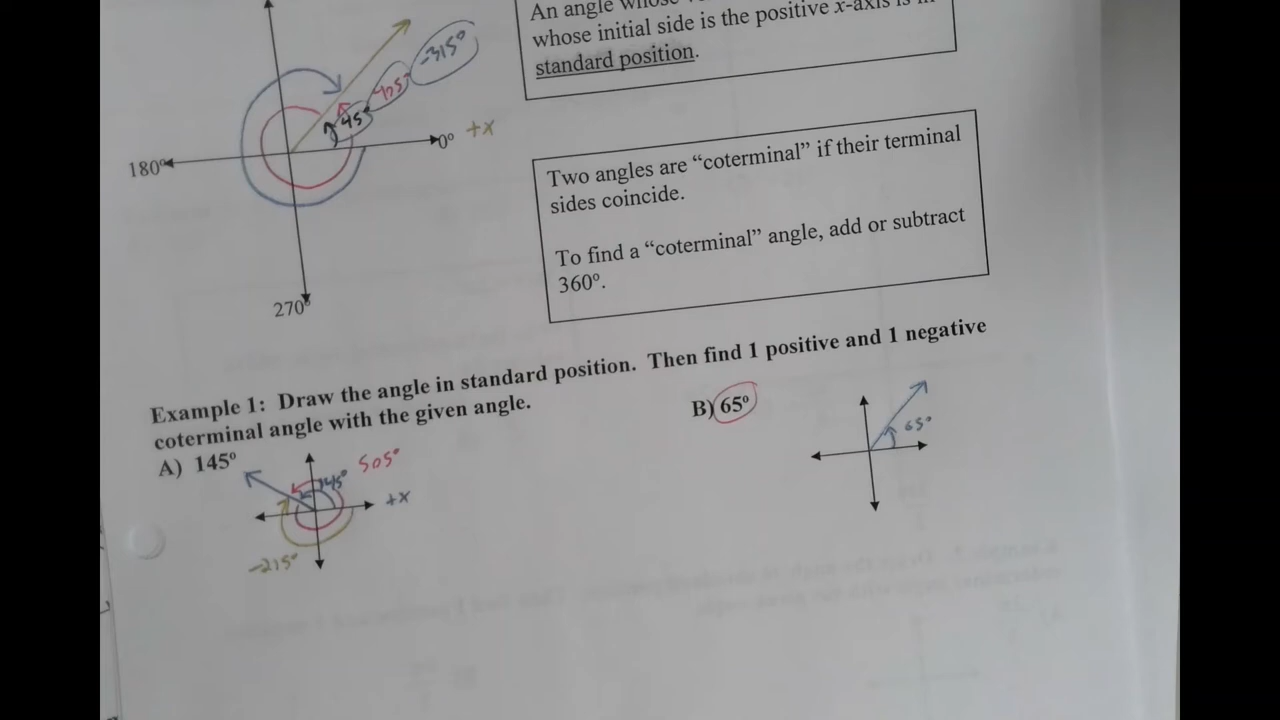 An angle whose
whose initial side is the positive x-axis is in
standard position.
-315°
405°
45°
0° +x
180°
270°
Two angles are “coterminal” if their terminal
sides coincide.
To find a “coterminal” angle, add or subtract
360°.
Example 1: Draw the angle in standard position. Then find 1 positive and 1 negative
coterminal angle with the given angle.
A) 145°
145°
505°
+x
-215°
B) 65°
65°